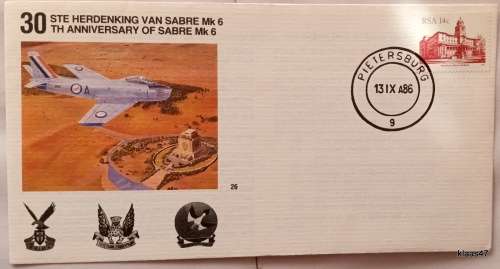 30 STE HERDENKING VAN SABRE Mk 6
TH ANNIVERSARY OF SABRE Mk 6
RSA 14c
PIETERSBURG
13 IX A86
9
A
26
klaas47